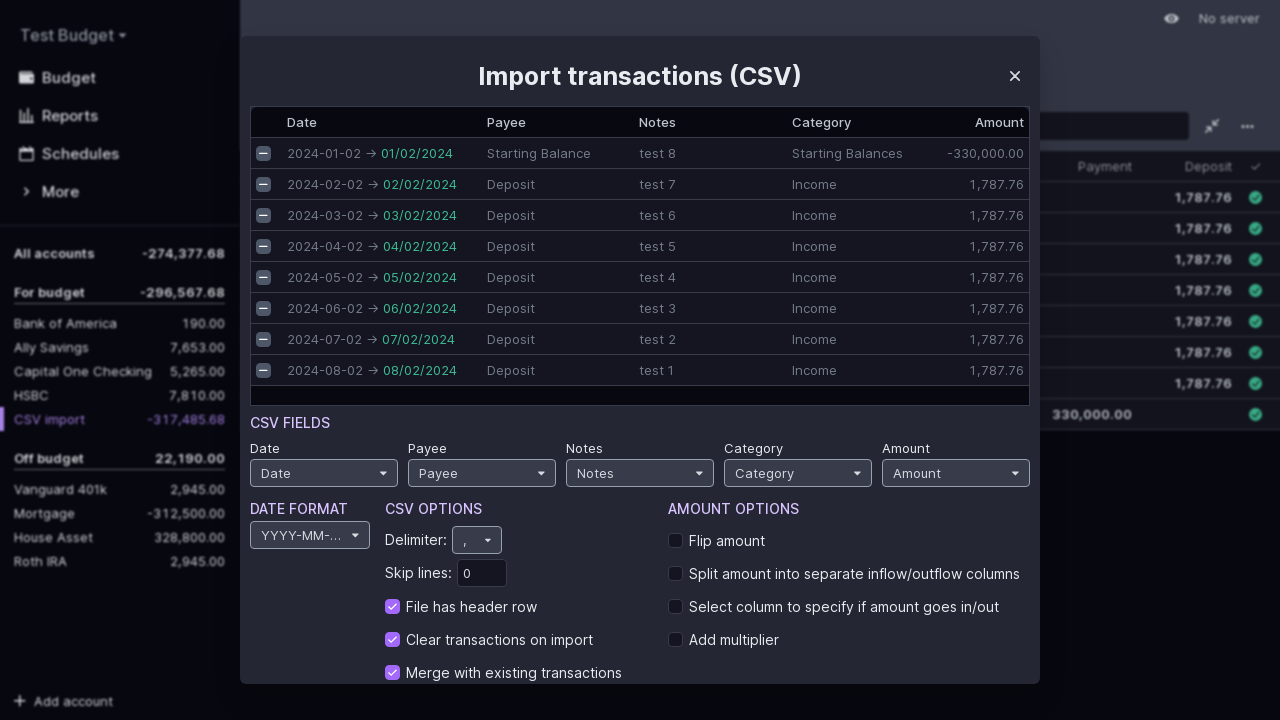 Test Budget
No server
Budget
Reports
Schedules
More
All accounts -274,377.68
For budget -296,567.68
Bank of America 190.00
Ally Savings 7,653.00
Capital One Checking 5,265.00
HSBC 7,810.00
CSV import -317,485.68
Off budget 22,190.00
Vanguard 401k 2,945.00
Mortgage -312,500.00
House Asset 328,800.00
Roth IRA 2,945.00
+ Add account
Import transactions (CSV)
Date Payee Notes Category Amount
2024-01-02 → 01/02/2024 Starting Balance test 8 Starting Balances -330,000.00
2024-02-02 → 02/02/2024 Deposit test 7 Income 1,787.76
2024-03-02 → 03/02/2024 Deposit test 6 Income 1,787.76
2024-04-02 → 04/02/2024 Deposit test 5 Income 1,787.76
2024-05-02 → 05/02/2024 Deposit test 4 Income 1,787.76
2024-06-02 → 06/02/2024 Deposit test 3 Income 1,787.76
2024-07-02 → 07/02/2024 Deposit test 2 Income 1,787.76
2024-08-02 → 08/02/2024 Deposit test 1 Income 1,787.76
CSV FIELDS
Date Payee Notes Category Amount
Date Payee Notes Category Amount
DATE FORMAT
YYYY-MM-...
CSV OPTIONS
Delimiter: ,
Skip lines: 0
File has header row
Clear transactions on import
Merge with existing transactions
AMOUNT OPTIONS
Flip amount
Split amount into separate inflow/outflow columns
Select column to specify if amount goes in/out
Add multiplier
Payment Deposit
1,787.76
1,787.76
1,787.76
1,787.76
1,787.76
1,787.76
1,787.76
330,000.00